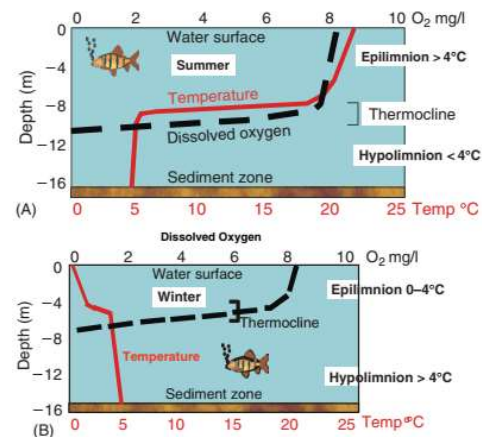 0 2 4 6 8 10 O2 mg/l
0
Water surface
Summer
Epilimnion > 4°C
−4
Temperature
−8
Thermocline
Dissolved oxygen
−12
Hypolimnion < 4°C
Sediment zone
−16
Depth (m)
(A)
0 5 10 15 20 25 Temp °C
Dissolved Oxygen
0 2 4 6 8 10 O2 mg/l
0
Water surface
Epilimnion 0–4°C
Winter
−4
Thermocline
−8
Temperature
−12
Hypolimnion > 4°C
Sediment zone
−16
Depth (m)
(B)
0 5 10 15 20 25 Temp°C